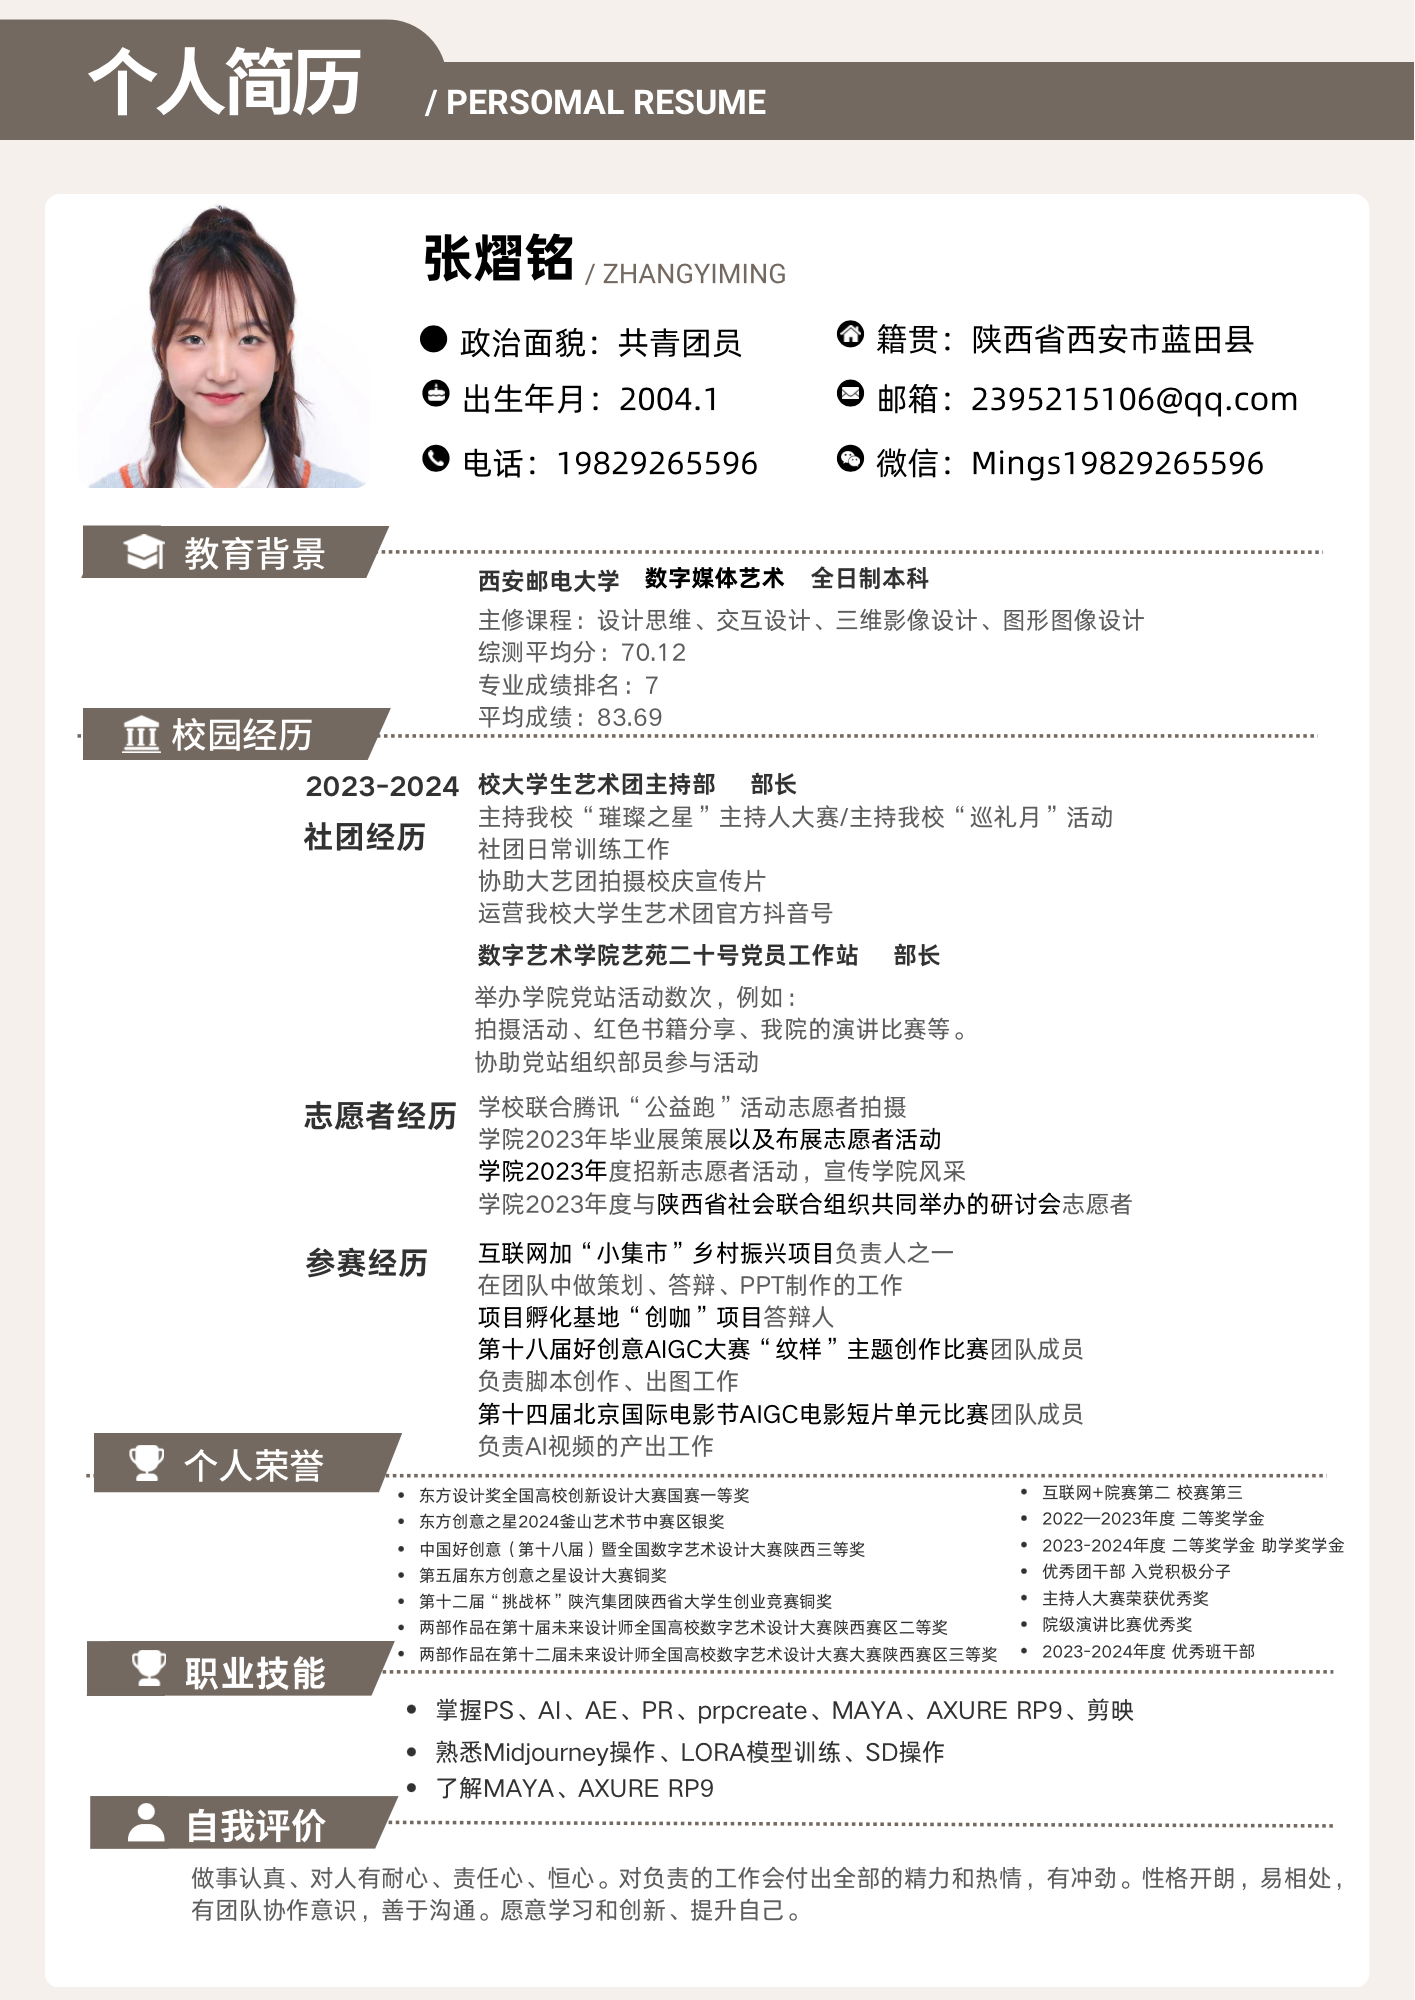 个人简历
/ PERSOMAL RESUME
张熠铭 / ZHANGYIMING
政治面貌：共青团员
籍贯：陕西省西安市蓝田县
出生年月：2004.1
邮箱：2395215106@qq.com
电话：19829265596
微信：Mings19829265596
教育背景
西安邮电大学 数字媒体艺术 全日制本科
主修课程：设计思维、交互设计、三维影像设计、图形图像设计
综测平均分：70.12
专业成绩排名：7
平均成绩：83.69
校园经历
2023-2024
社团经历
校大学生艺术团主持部 部长
主持我校“璀璨之星”主持人大赛/主持我校“巡礼月”活动
社团日常训练工作
协助大艺团拍摄校庆宣传片
运营我校大学生艺术团官方抖音号
数字艺术学院艺苑二十号党员工作站 部长
举办学院党站活动数次，例如：
拍摄活动、红色书籍分享、我院的演讲比赛等。
协助党站组织部员参与活动
志愿者经历
学校联合腾讯“公益跑”活动志愿者拍摄
学院2023年毕业展策展以及布展志愿者活动
学院2023年度招新志愿者活动，宣传学院风采
学院2023年度与陕西省社会联合组织共同举办的研讨会志愿者
参赛经历
互联网加“小集市”乡村振兴项目负责人之一
在团队中做策划、答辩、PPT制作的工作
项目孵化基地“创咖”项目答辩人
第十八届好创意AIGC大赛“纹样”主题创作比赛团队成员
负责脚本创作、出图工作
第十四届北京国际电影节AIGC电影短片单元比赛团队成员
负责AI视频的产出工作
个人荣誉
• 东方设计奖全国高校创新设计大赛国赛一等奖
• 东方创意之星2024釜山艺术节中赛区银奖
• 中国好创意（第十八届）暨全国数字艺术设计大赛陕西三等奖
• 第五届东方创意之星设计大赛铜奖
• 第十二届“挑战杯”陕汽集团陕西省大学生创业竞赛铜奖
• 两部作品在第十届未来设计师全国高校数字艺术设计大赛陕西赛区二等奖
• 两部作品在第十二届未来设计师全国高校数字艺术设计大赛大赛陕西赛区三等奖
• 互联网+院赛第二 校赛第三
• 2022—2023年度 二等奖学金
• 2023-2024年度 二等奖学金 助学奖学金
• 优秀团干部 入党积极分子
• 主持人大赛荣获优秀奖
• 院级演讲比赛优秀奖
• 2023-2024年度 优秀班干部
职业技能
• 掌握PS、AI、AE、PR、prpcreate、MAYA、AXURE RP9、剪映
• 熟悉Midjourney操作、LORA模型训练、SD操作
• 了解MAYA、AXURE RP9
自我评价
做事认真、对人有耐心、责任心、恒心。对负责的工作会付出全部的精力和热情，有冲劲。性格开朗，易相处，
有团队协作意识，善于沟通。愿意学习和创新、提升自己。